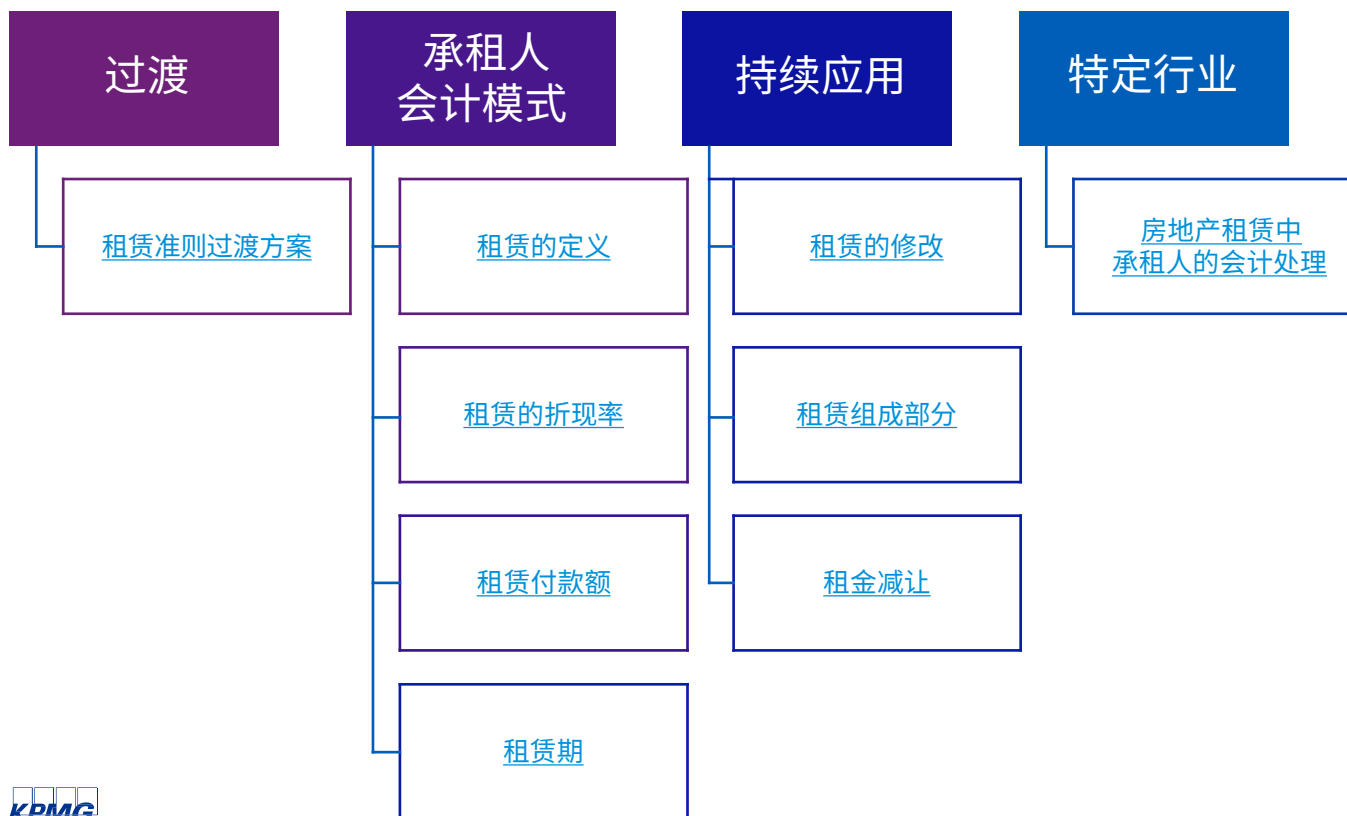 过渡
租赁准则过渡方案
承租人
会计模式
租赁的定义
租赁的折现率
租赁付款额
租赁期
持续应用
租赁的修改
租赁组成部分
租金减让
特定行业
房地产租赁中
承租人的会计处理
KPMG